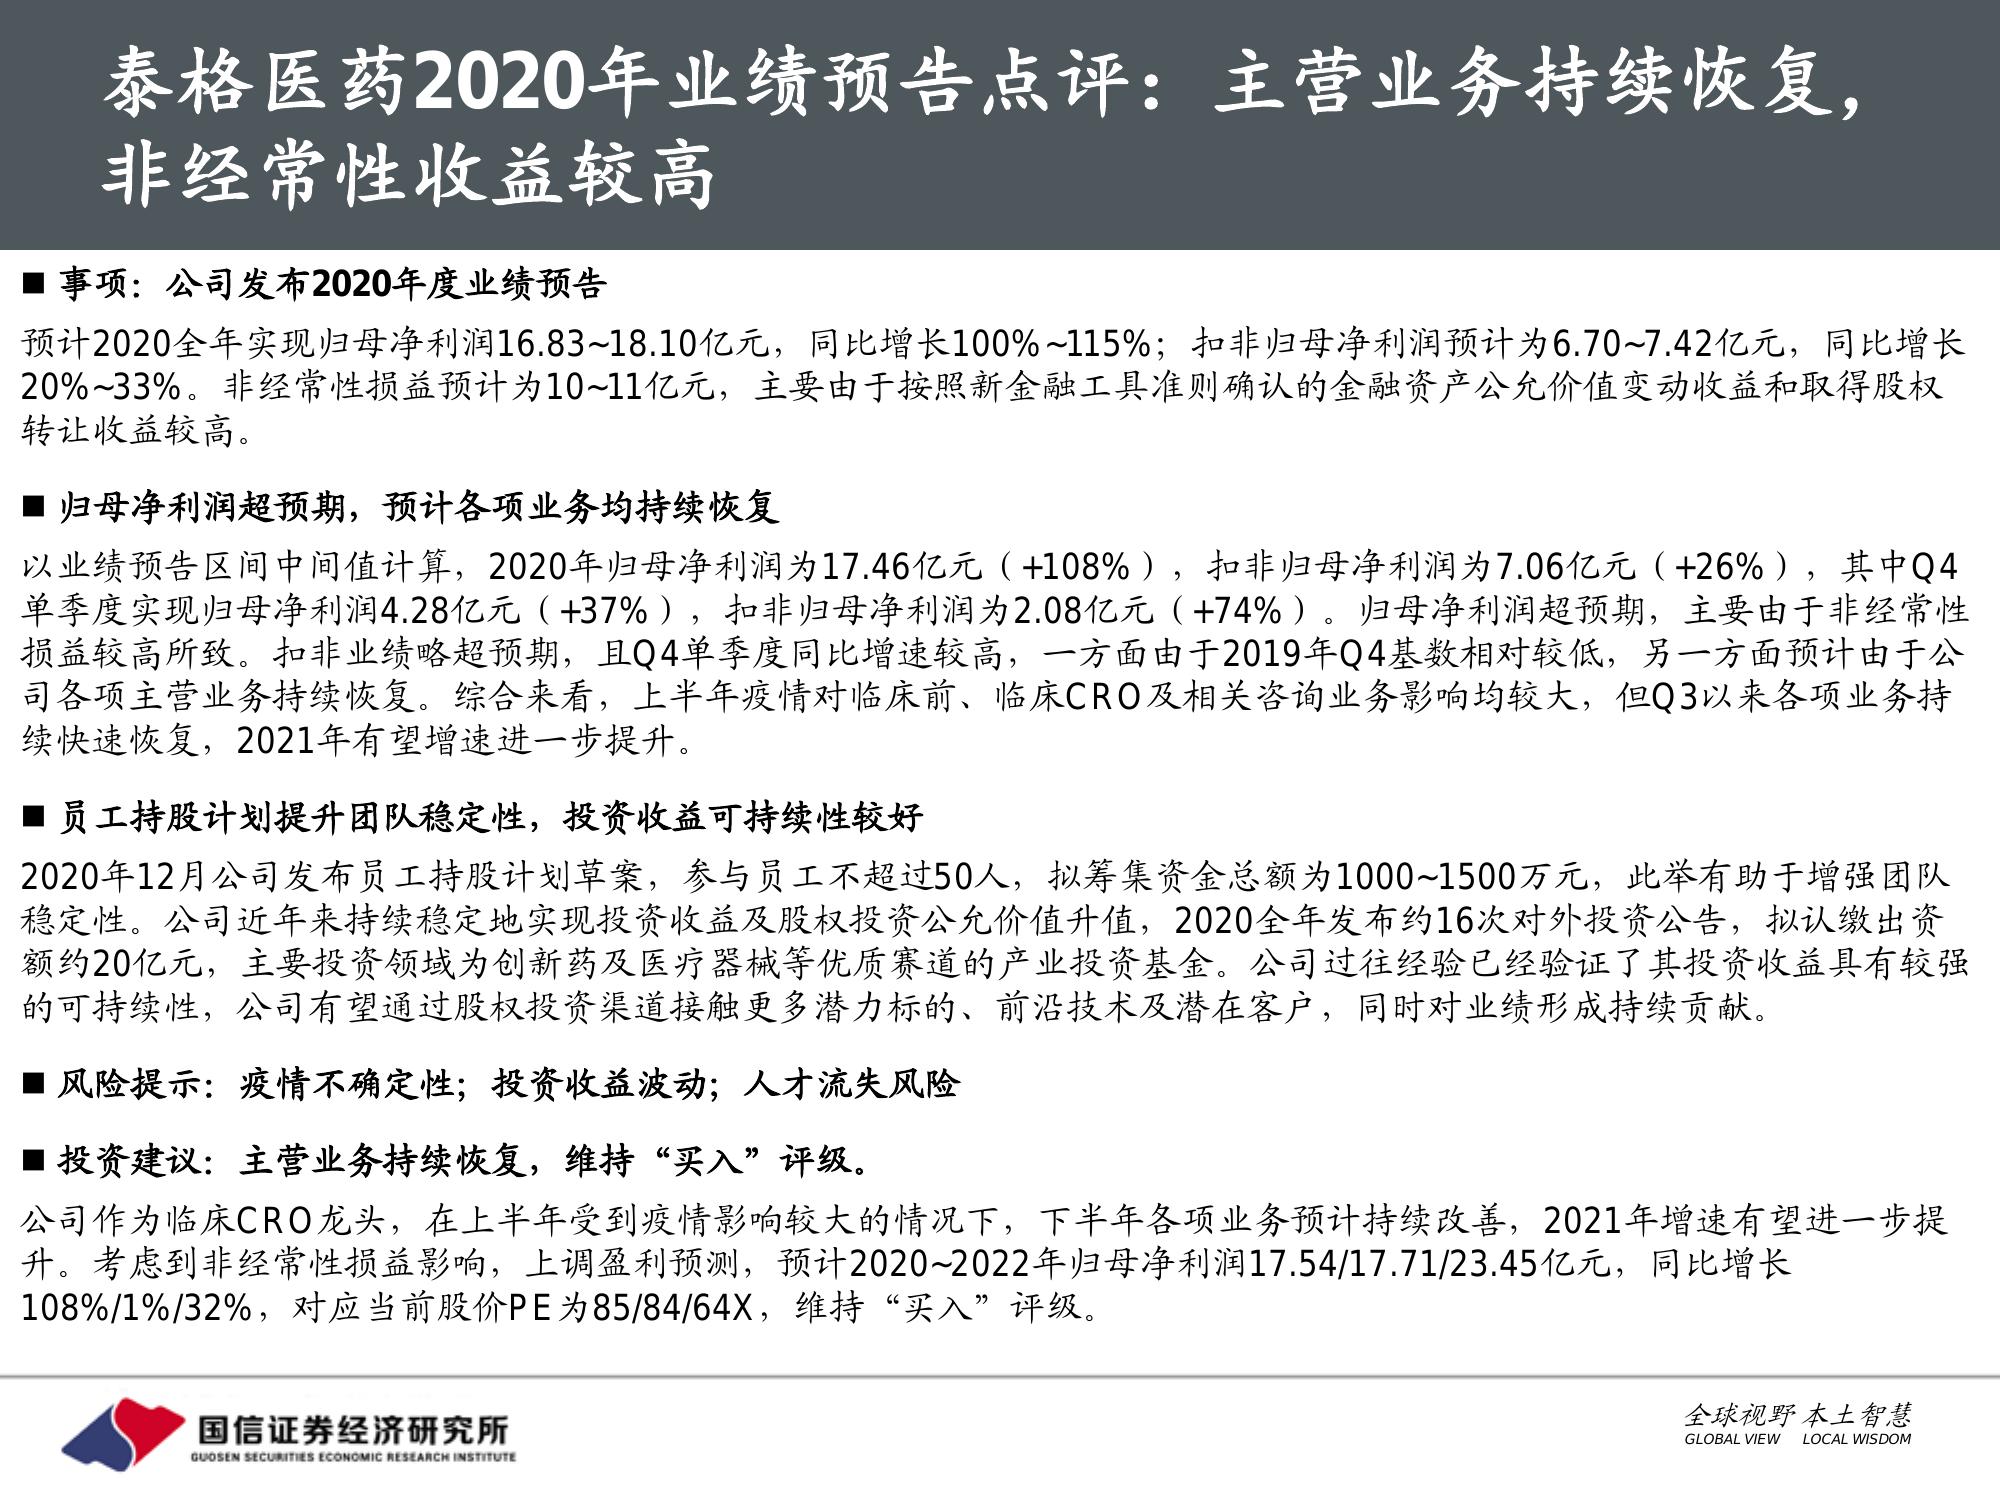 泰格医药2020年业绩预告点评：主营业务持续恢复，
非经常性收益较高
■ 事项：公司发布2020年度业绩预告
预计2020全年实现归母净利润16.83~18.10亿元，同比增长100%~115%；扣非归母净利润预计为6.70~7.42亿元，同比增长
20%~33%。非经常性损益预计为10~11亿元，主要由于按照新金融工具准则确认的金融资产公允价值变动收益和取得股权
转让收益较高。
■ 归母净利润超预期，预计各项业务均持续恢复
以业绩预告区间中间值计算，2020年归母净利润为17.46亿元（+108%），扣非归母净利润为7.06亿元（+26%），其中Q4
单季度实现归母净利润4.28亿元（+37%），扣非归母净利润为2.08亿元（+74%）。归母净利润超预期，主要由于非经常性
损益较高所致。扣非业绩略超预期，且Q4单季度同比增速较高，一方面由于2019年Q4基数相对较低，另一方面预计由于公
司各项主营业务持续恢复。综合来看，上半年疫情对临床前、临床CRO及相关咨询业务影响均较大，但Q3以来各项业务持
续快速恢复，2021年有望增速进一步提升。
■ 员工持股计划提升团队稳定性，投资收益可持续性较好
2020年12月公司发布员工持股计划草案，参与员工不超过50人，拟筹集资金总额为1000~1500万元，此举有助于增强团队
稳定性。公司近年来持续稳定地实现投资收益及股权投资公允价值升值，2020全年发布约16次对外投资公告，拟认缴出资
额约20亿元，主要投资领域为创新药及医疗器械等优质赛道的产业投资基金。公司过往经验已经验证了其投资收益具有较强
的可持续性，公司有望通过股权投资渠道接触更多潜力标的、前沿技术及潜在客户，同时对业绩形成持续贡献。
■ 风险提示：疫情不确定性；投资收益波动；人才流失风险
■ 投资建议：主营业务持续恢复，维持“买入”评级。
公司作为临床CRO龙头，在上半年受到疫情影响较大的情况下，下半年各项业务预计持续改善，2021年增速有望进一步提
升。考虑到非经常性损益影响，上调盈利预测，预计2020~2022年归母净利润17.54/17.71/23.45亿元，同比增长
108%/1%/32%，对应当前股价PE为85/84/64X，维持“买入”评级。
国信证券经济研究所
GUOSEN SECURITIES ECONOMIC RESEARCH INSTITUTE
全球视野 本土智慧
GLOBAL VIEW LOCAL WISDOM